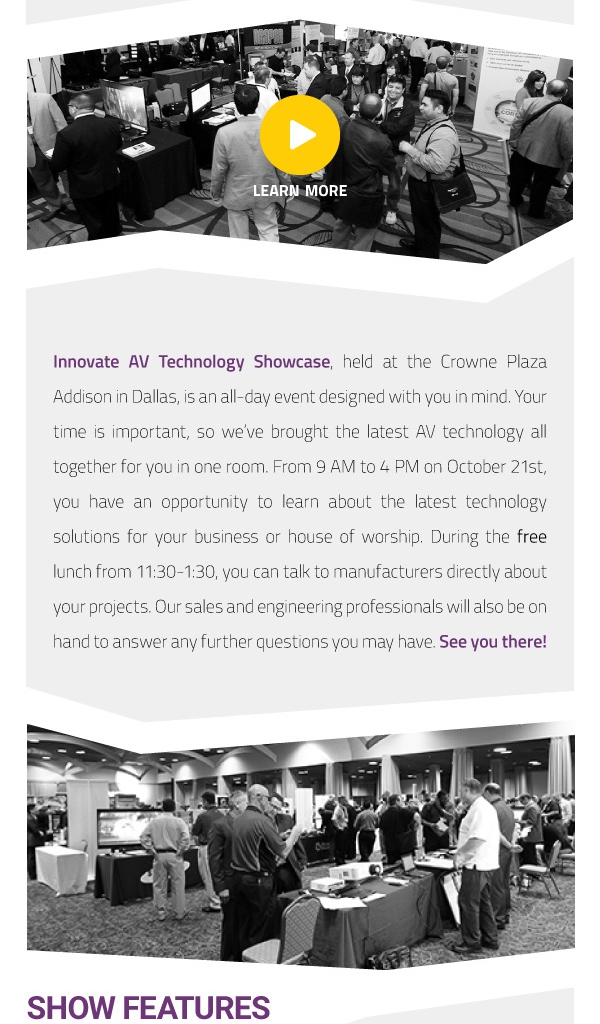 LEARN MORE
Innovate AV Technology Showcase, held at the Crowne Plaza
Addison in Dallas, is an all-day event designed with you in mind. Your
time is important, so we've brought the latest AV technology all
together for you in one room. From 9 AM to 4 PM on October 21st,
you have an opportunity to learn about the latest technology
solutions for your business or house of worship. During the free
lunch from 11:30-1:30, you can talk to manufacturers directly about
your projects. Our sales and engineering professionals will also be on
hand to answer any further questions you may have. See you there!
SHOW FEATURES